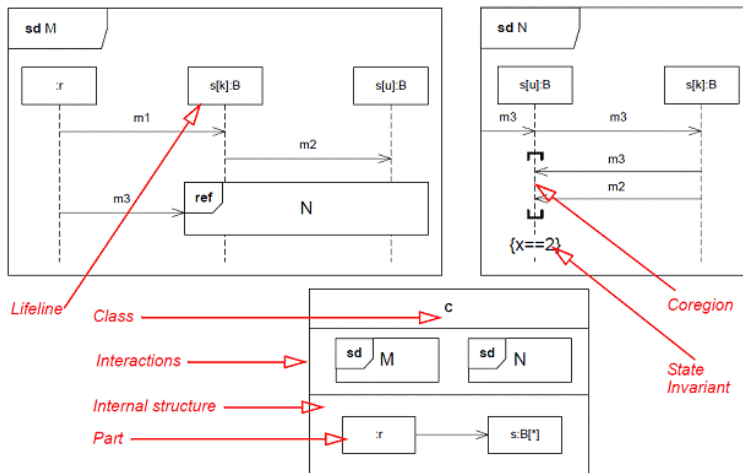 sd M
:r
s[k]:B
s[u]:B
m1
m2
m3
ref
N
sd N
s[u]:B
s[k]:B
m3
m3
m3
m2
{x==2}
Lifeline
Class
Coregion
C
Interactions
sd
M
sd
N
State
Invariant
Internal structure
Part
:r
s:B[*]